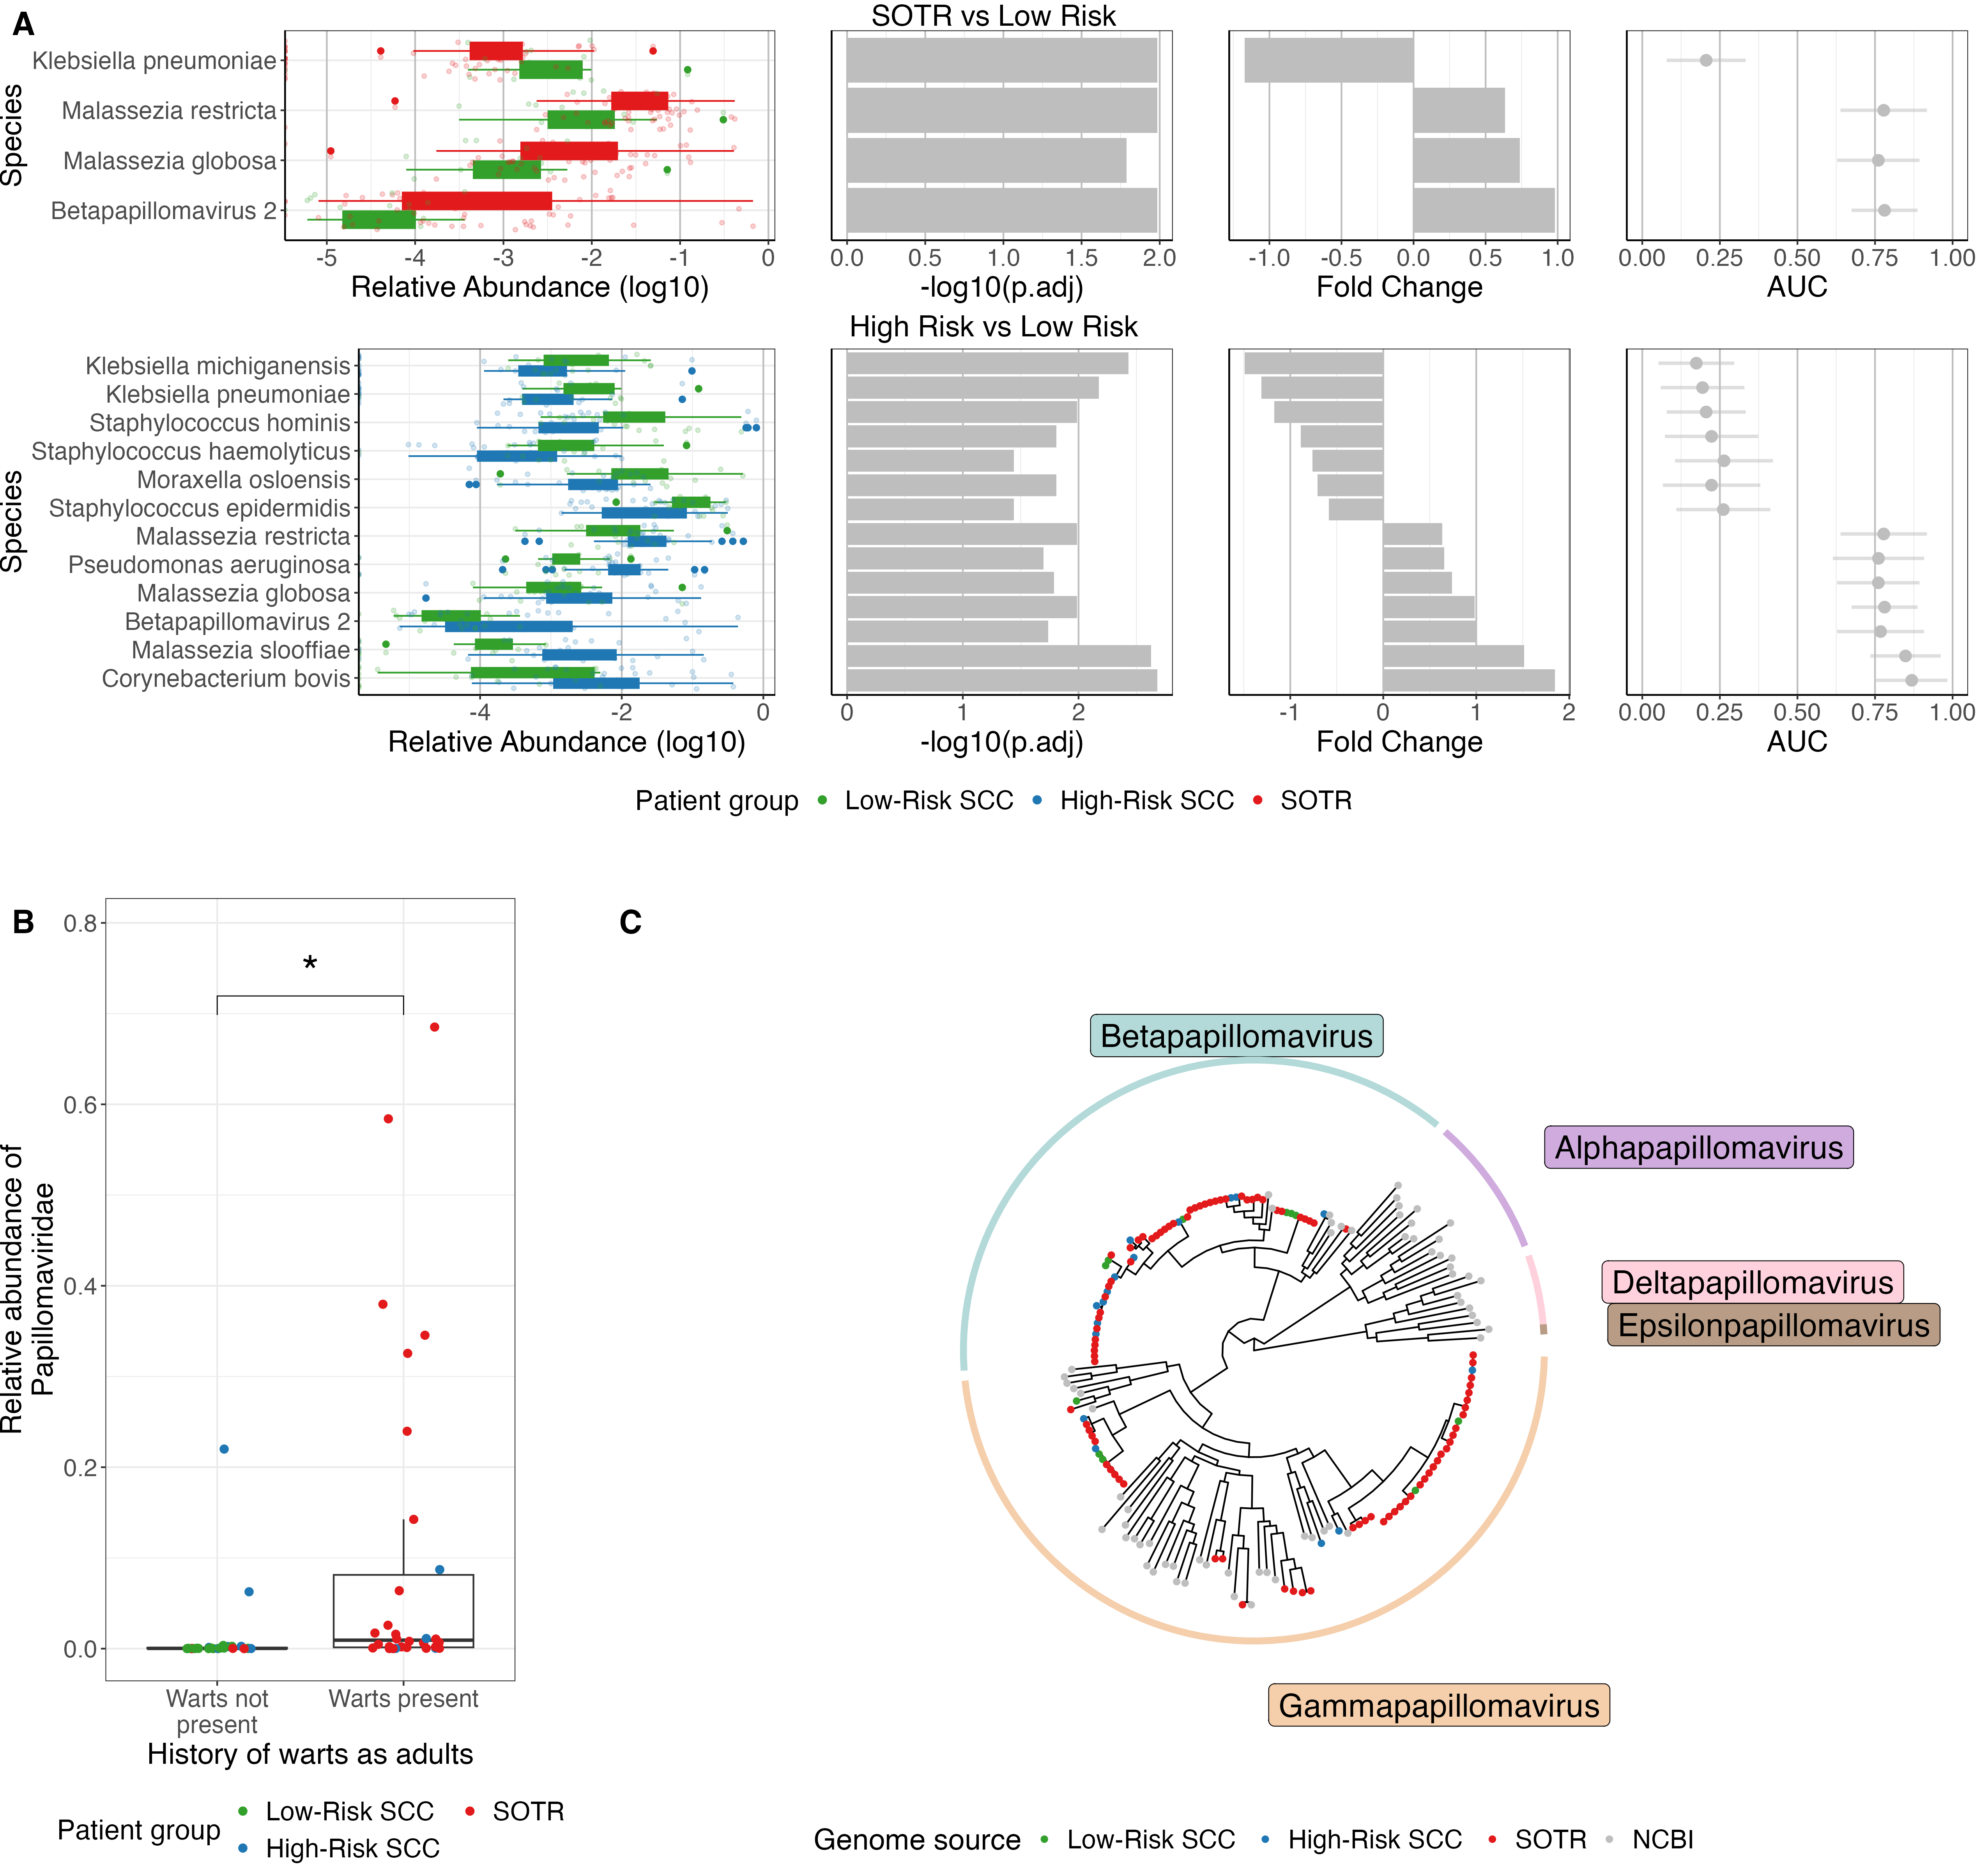 A
SOTR vs Low Risk
Species
Klebsiella pneumoniae
Malassezia restricta
Malassezia globosa
Betapapillomavirus 2
-5 -4 -3 -2 -1 0
Relative Abundance (log10)
0.0 0.5 1.0 1.5 2.0
-log10(p.adj)
-1.0 -0.5 0.0 0.5 1.0
Fold Change
0.00 0.25 0.50 0.75 1.00
AUC
High Risk vs Low Risk
Species
Klebsiella michiganensis
Klebsiella pneumoniae
Staphylococcus hominis
Staphylococcus haemolyticus
Moraxella osloensis
Staphylococcus epidermidis
Malassezia restricta
Pseudomonas aeruginosa
Malassezia globosa
Betapapillomavirus 2
Malassezia slooffiae
Corynebacterium bovis
-4 -2 0
Relative Abundance (log10)
0 1 2
-log10(p.adj)
-1 0 1 2
Fold Change
0.00 0.25 0.50 0.75 1.00
AUC
Patient group Low-Risk SCC High-Risk SCC SOTR
B
Relative abundance of
Papillomaviridae
0.8
0.6
0.4
0.2
0.0
*
Warts not
present
Warts present
History of warts as adults
Patient group Low-Risk SCC SOTR
High-Risk SCC
C
Betapapillomavirus
Alphapapillomavirus
Deltapapillomavirus
Epsilonpapillomavirus
Gammapapillomavirus
Genome source Low-Risk SCC High-Risk SCC SOTR NCBI